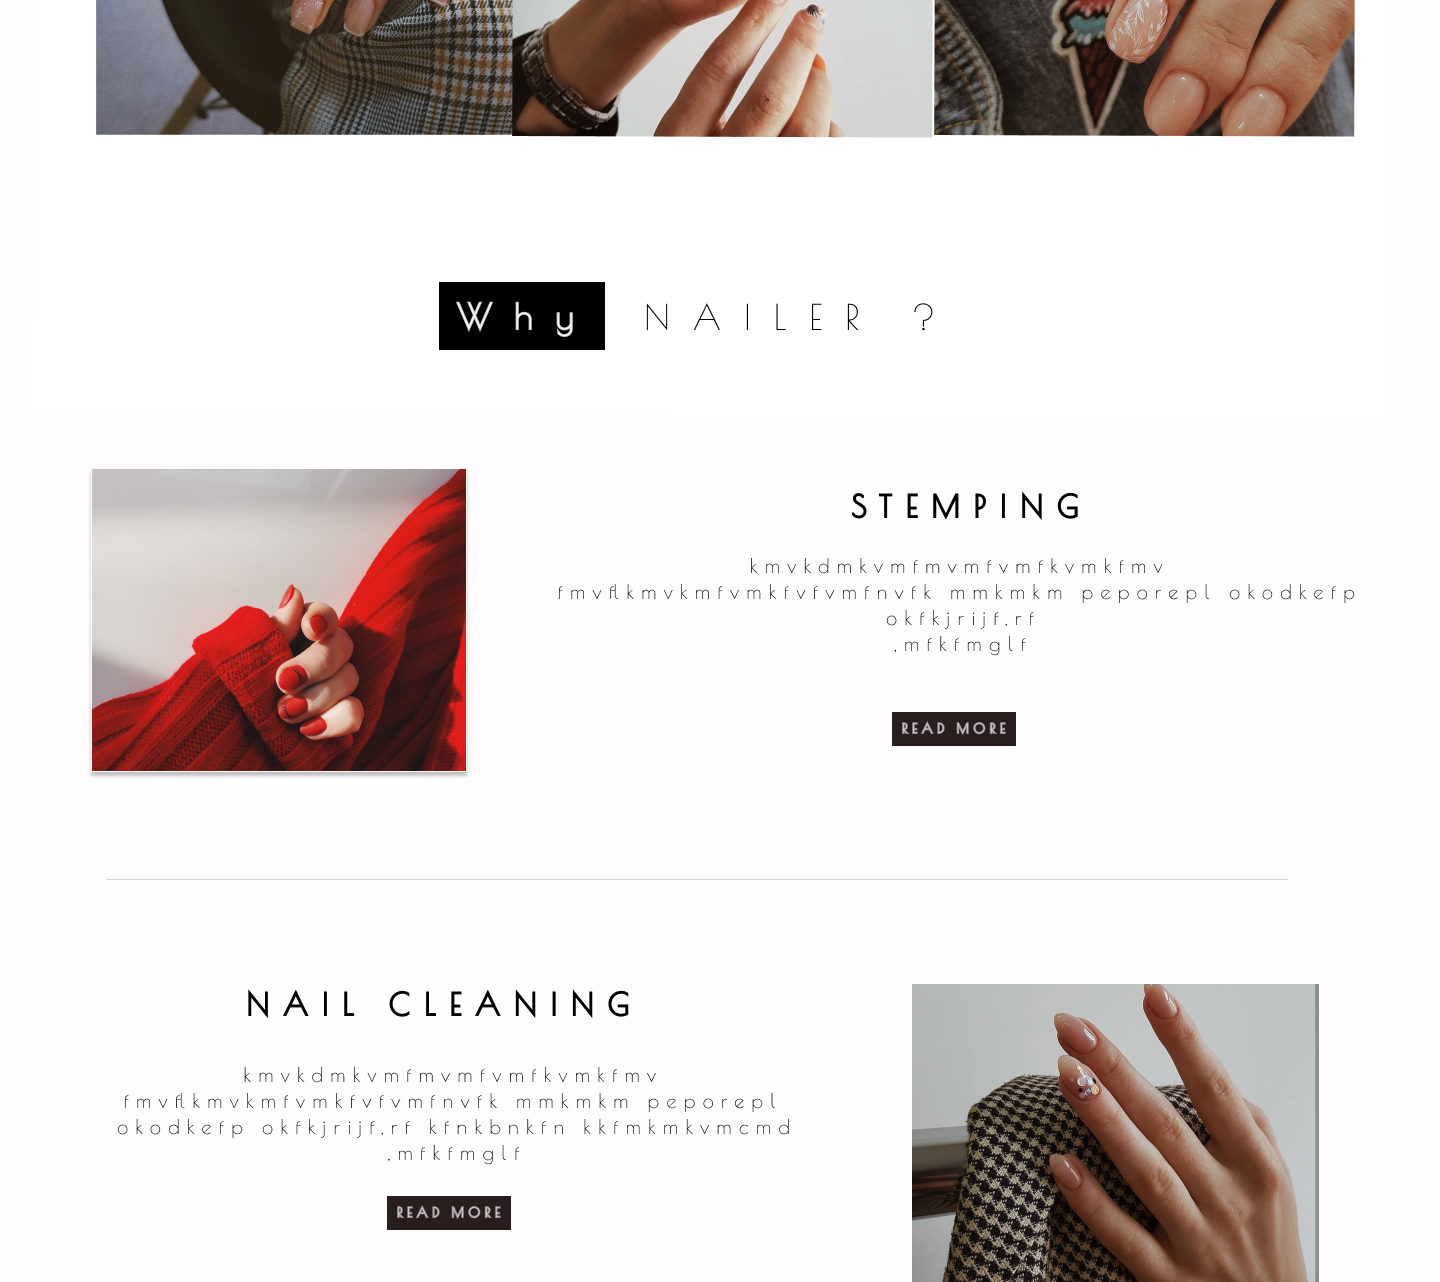 Why NAILER ?
STEMPING
kmvkdmkvmfmvmfvmfkvmkfmv
fmvflkmvkmfvmkfvfvmfnvfk mmkmkm peporepl okodkefp
okfkjrijf,rf
,mfkfmglf
READ MORE
NAIL CLEANING
kmvkdmkvmfmvmfvmfkvmkfmv
fmvflkmvkmfvmkfvfvmfnvfk mmkmkm peporepl
okodkefp okfkjrijf,rf kfnkbnkfn kkfmkmkvmcmd
,mfkfmglf
READ MORE